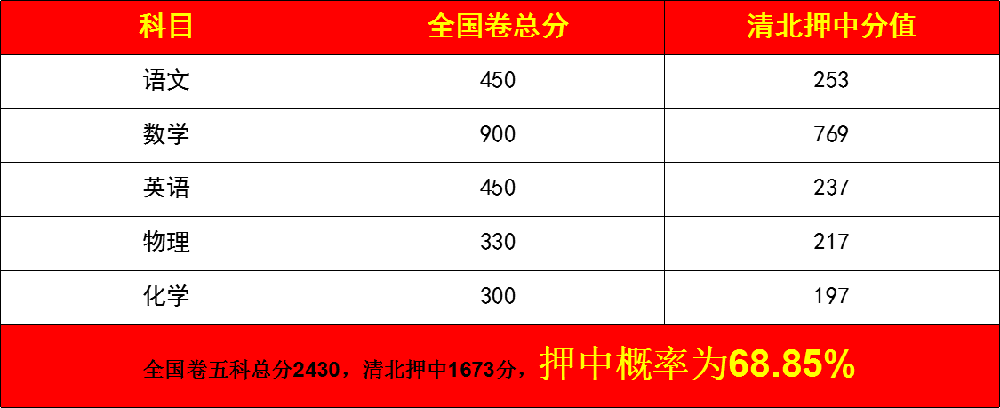 科目 全国卷总分 清北押中分值
语文 450 253
数学 900 769
英语 450 237
物理 330 217
化学 300 197
全国卷五科总分2430，清北押中1673分，押中概率为68.85%